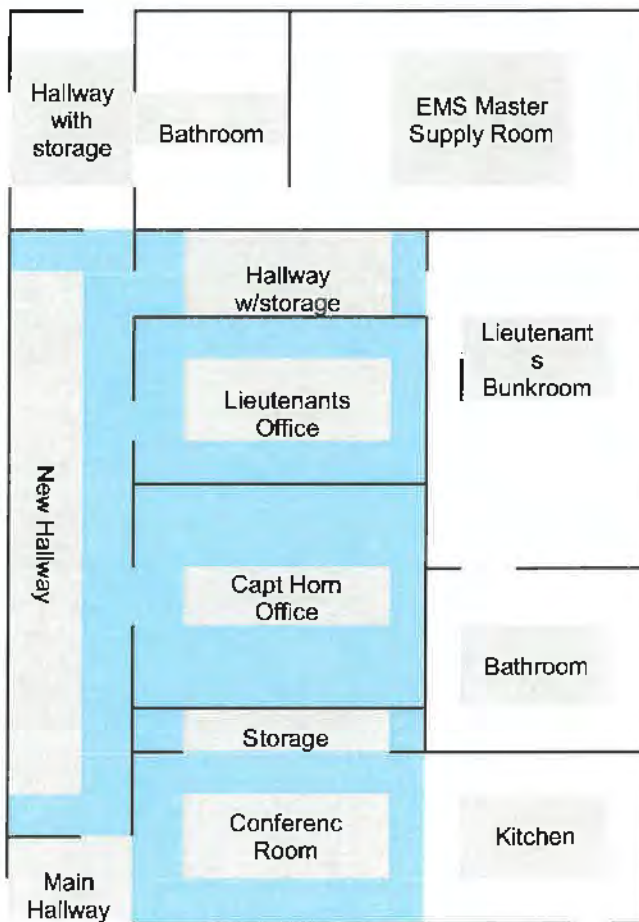 Hallway
with
storage
Bathroom
EMS Master
Supply Room
Hallway
w/storage
Lieutenant
s
Bunkroom
Lieutenants
Office
New Hallway
Capt Horn
Office
Bathroom
Storage
Conferenc
Room
Kitchen
Main
Hallway